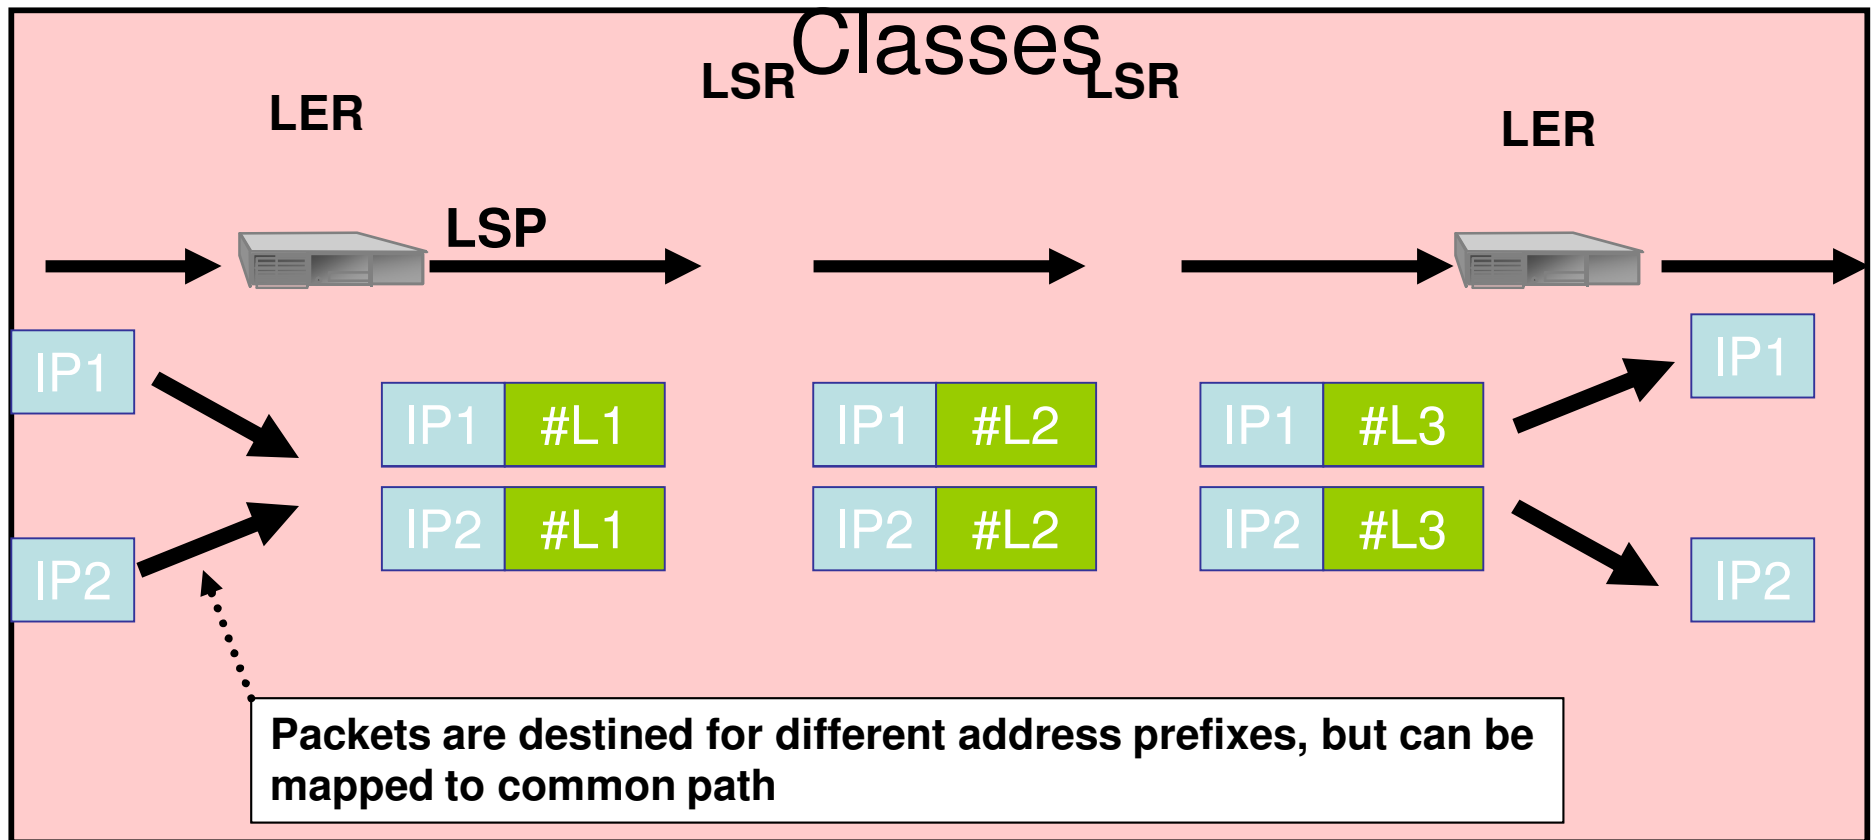 Classes
LSR
LSR
LER
LER
LSP
IP1
IP1
IP1 #L1
IP1 #L2
IP1 #L3
IP2 #L1
IP2 #L2
IP2 #L3
IP2
IP2
Packets are destined for different address prefixes, but can be
mapped to common path